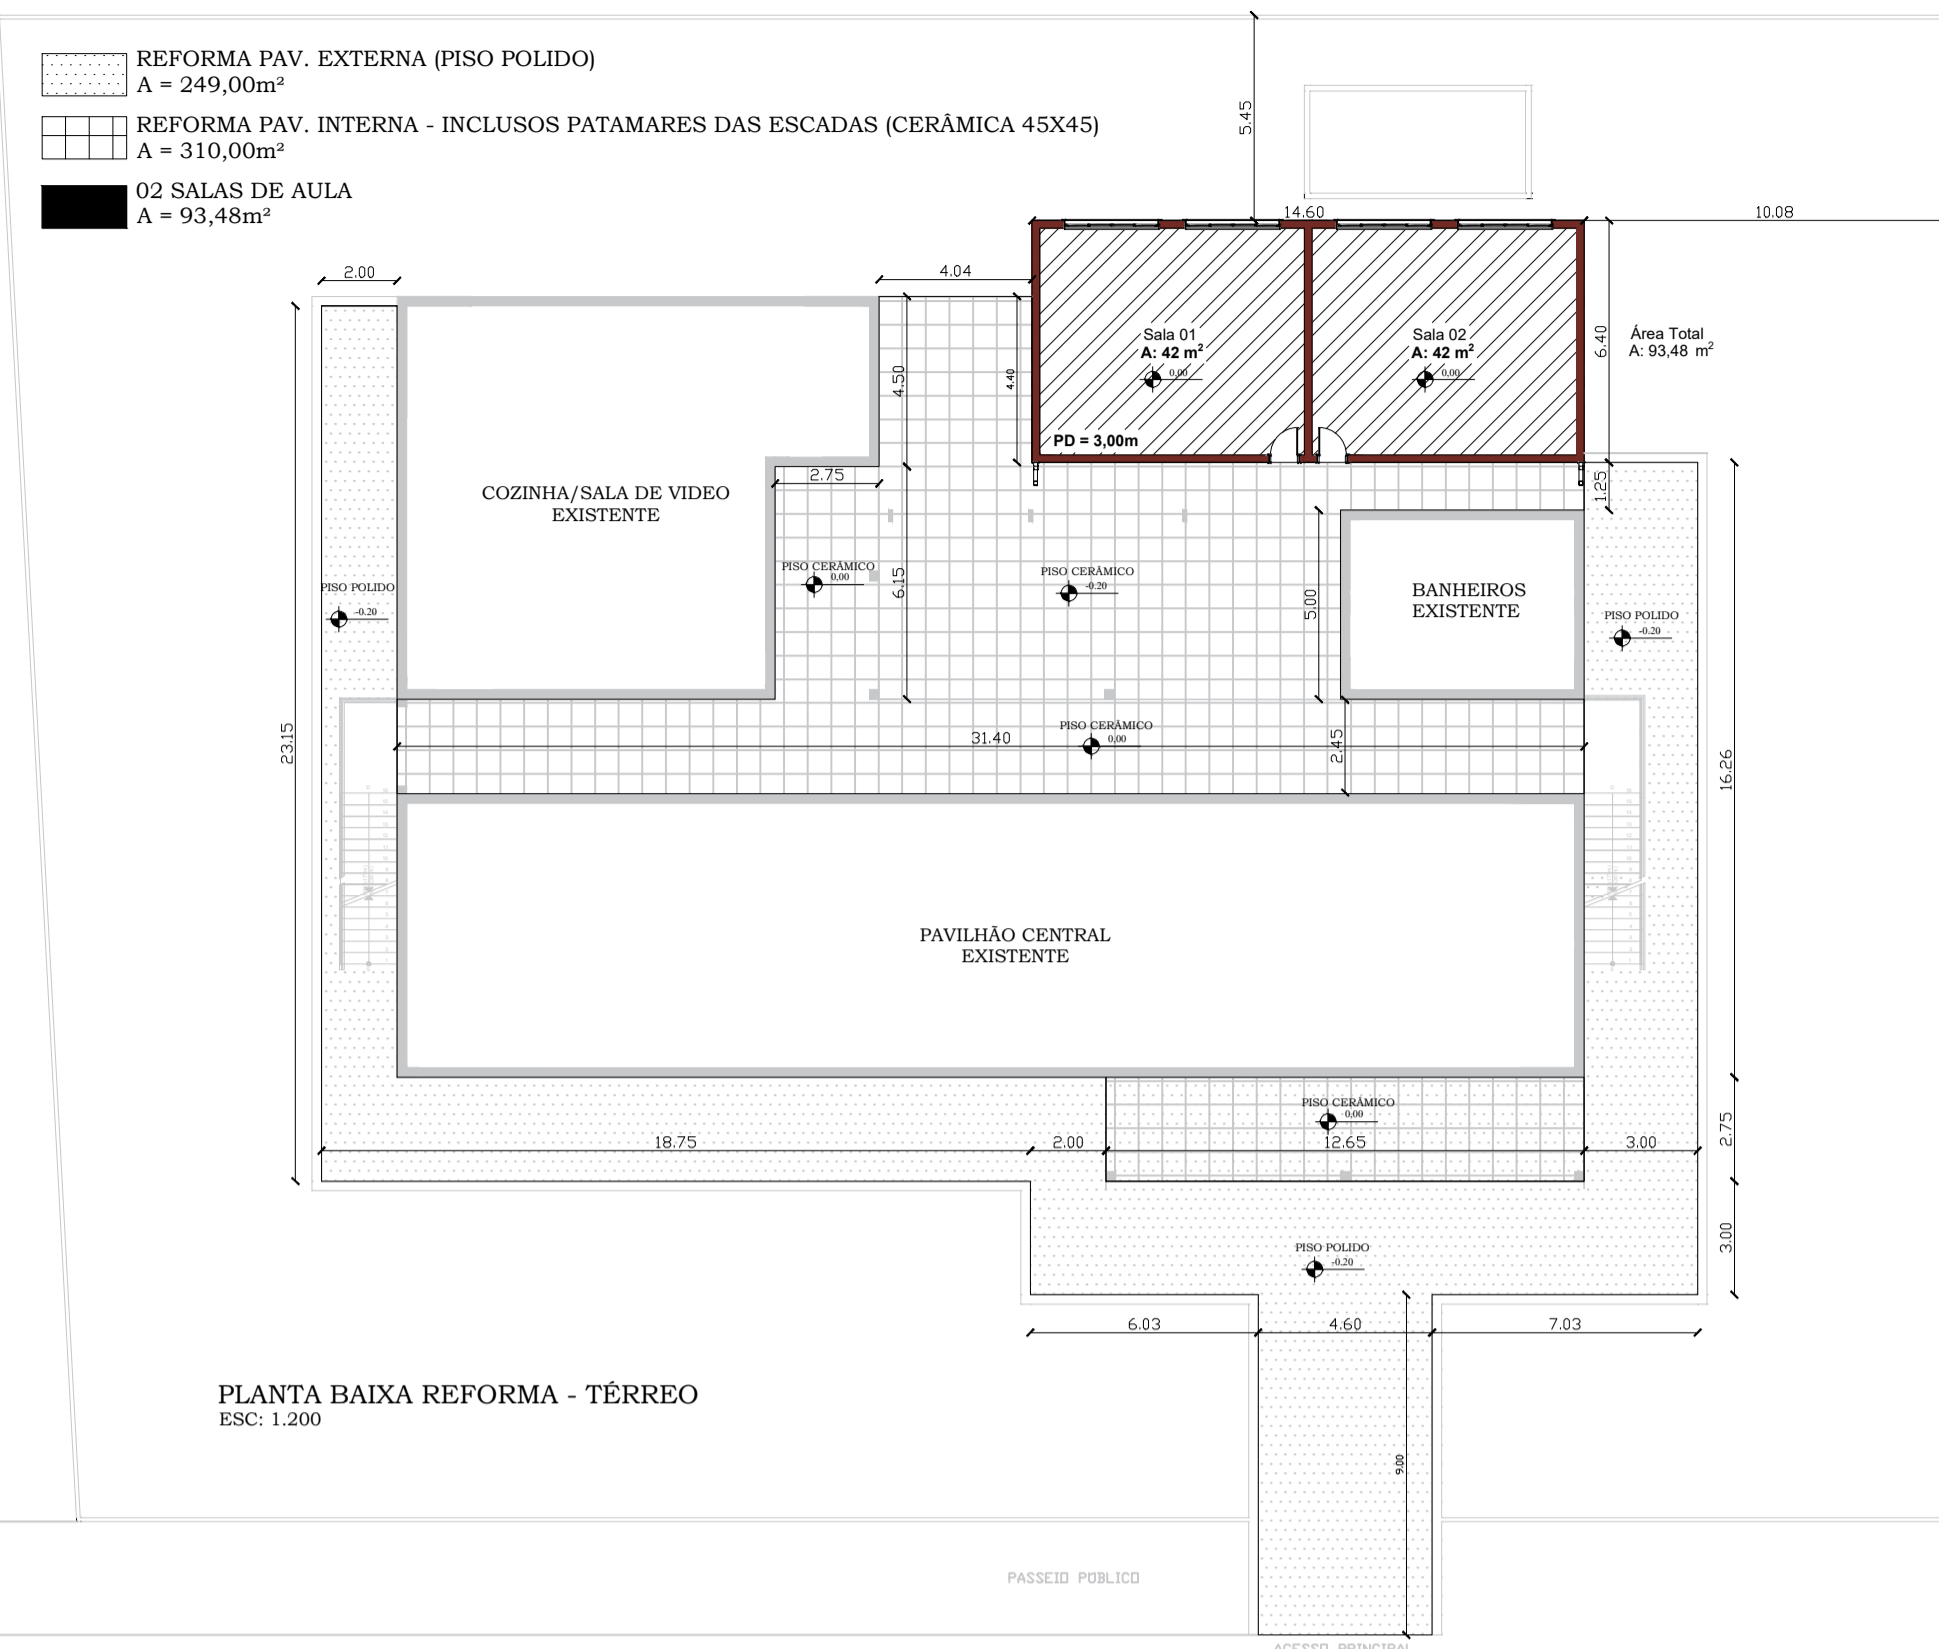 REFORMA PAV. EXTERNA (PISO POLIDO)
A = 249,00m²
REFORMA PAV. INTERNA - INCLUSOS PATAMARES DAS ESCADAS (CERÂMICA 45X45)
A = 310,00m²
02 SALAS DE AULA
A = 93,48m²
5.45
14.60
10.08
2.00
4.04
Sala 01
A: 42 m²
0,00
Sala 02
A: 42 m²
0,00
6.40
Área Total
A: 93,48 m²
4.50
4.40
PD = 3,00m
2.75
1.25
COZINHA/SALA DE VIDEO
EXISTENTE
PISO CERÂMICO
0,00
6.15
PISO CERÂMICO
-0.20
5.00
BANHEIROS
EXISTENTE
PISO POLIDO
-0.20
PISO POLIDO
-0.20
23.15
PISO CERÂMICO
0,00
31.40
2.45
16.26
PAVILHÃO CENTRAL
EXISTENTE
PISO CERÂMICO
0,00
18.75
2.00
12.65
3.00
2.75
3.00
PISO POLIDO
-0.20
6.03
4.60
7.03
PLANTA BAIXA REFORMA - TÉRREO
ESC: 1.200
9.00
PASSEIO PÚBLICO
ACESSO PRINCIPAL